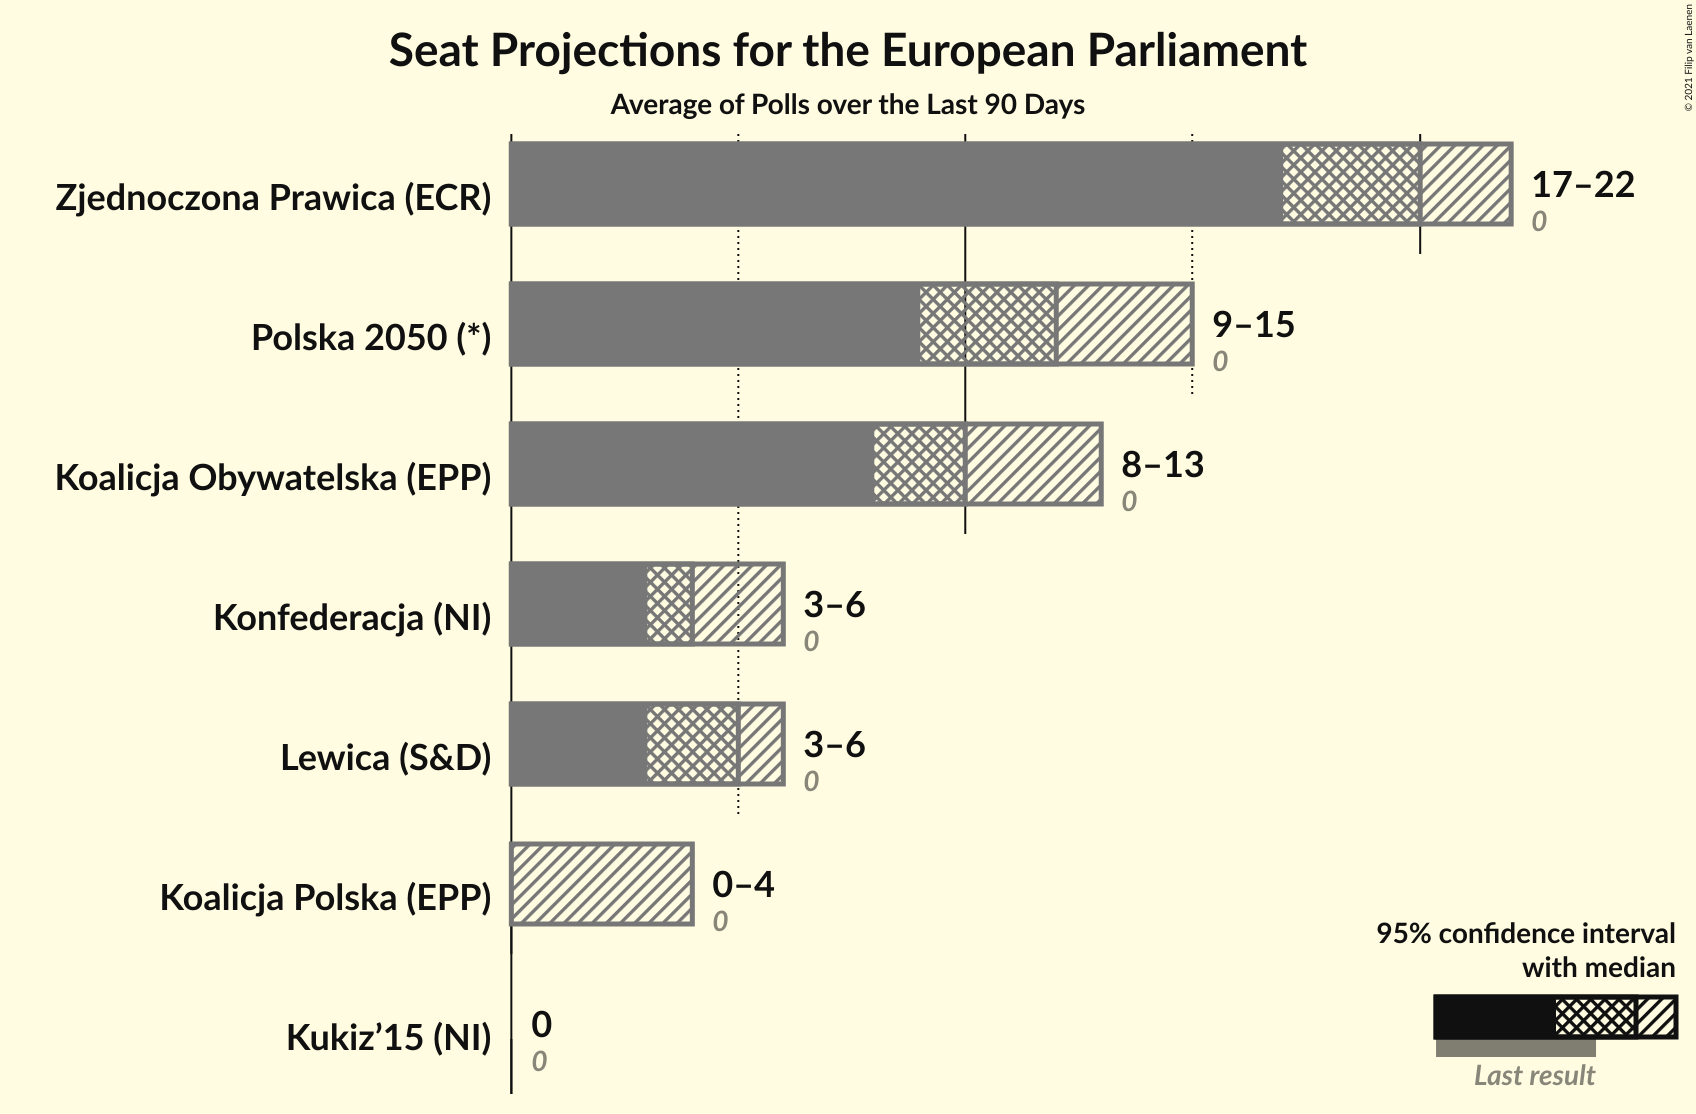 Seat Projections for the European Parliament
Average of Polls over the Last 90 Days
© 2021 Filip van Laenen
Zjednoczona Prawica (ECR)
17–22
0
Polska 2050 (*)
9–15
0
Koalicja Obywatelska (EPP)
8–13
0
Konfederacja (NI)
3–6
0
Lewica (S&D)
3–6
0
Koalicja Polska (EPP)
0–4
0
Kukiz’15 (NI)
0
0
95% confidence interval
with median
Last result